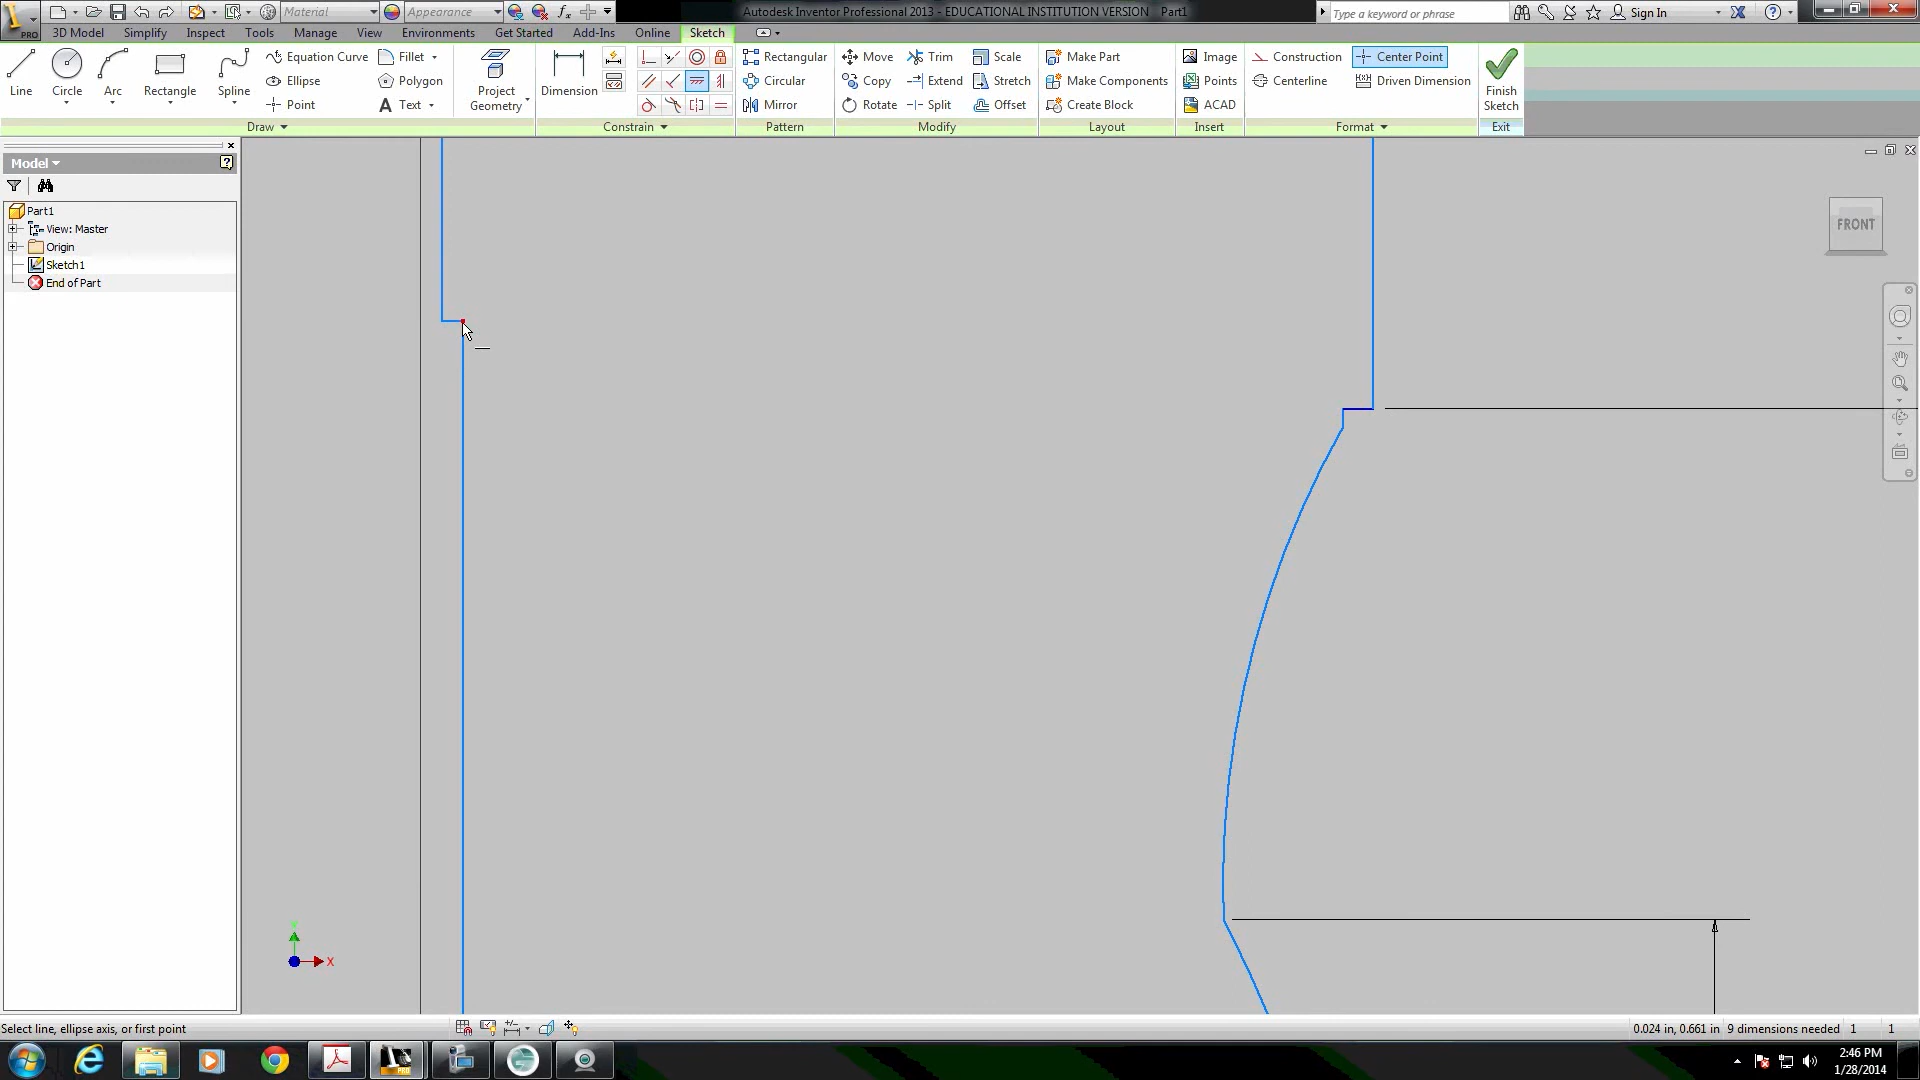 PRO
Material
Appearance
Autodesk Inventor Professional 2013 - EDUCATIONAL INSTITUTION VERSION Part1
Type a keyword or phrase
Sign In
3D Model Simplify Inspect Tools Manage View Environments Get Started Add-Ins Online Sketch
Line Circle Arc Rectangle Spline
Equation Curve Fillet
Ellipse Polygon
Point Text
Project Geometry
Dimension
Rectangular
Circular
Mirror
Move Trim Scale
Copy Extend Stretch
Rotate Split Offset
Make Part
Make Components
Create Block
Image
Points
ACAD
Construction Center Point
Centerline Driven Dimension
Finish Sketch
Draw Constrain Pattern Modify Layout Insert Format Exit
Model
Part1
View: Master
Origin
Sketch1
End of Part
FRONT
Y
X
Select line, ellipse axis, or first point
0.024 in, 0.661 in 9 dimensions needed 1 1
2:46 PM
1/28/2014